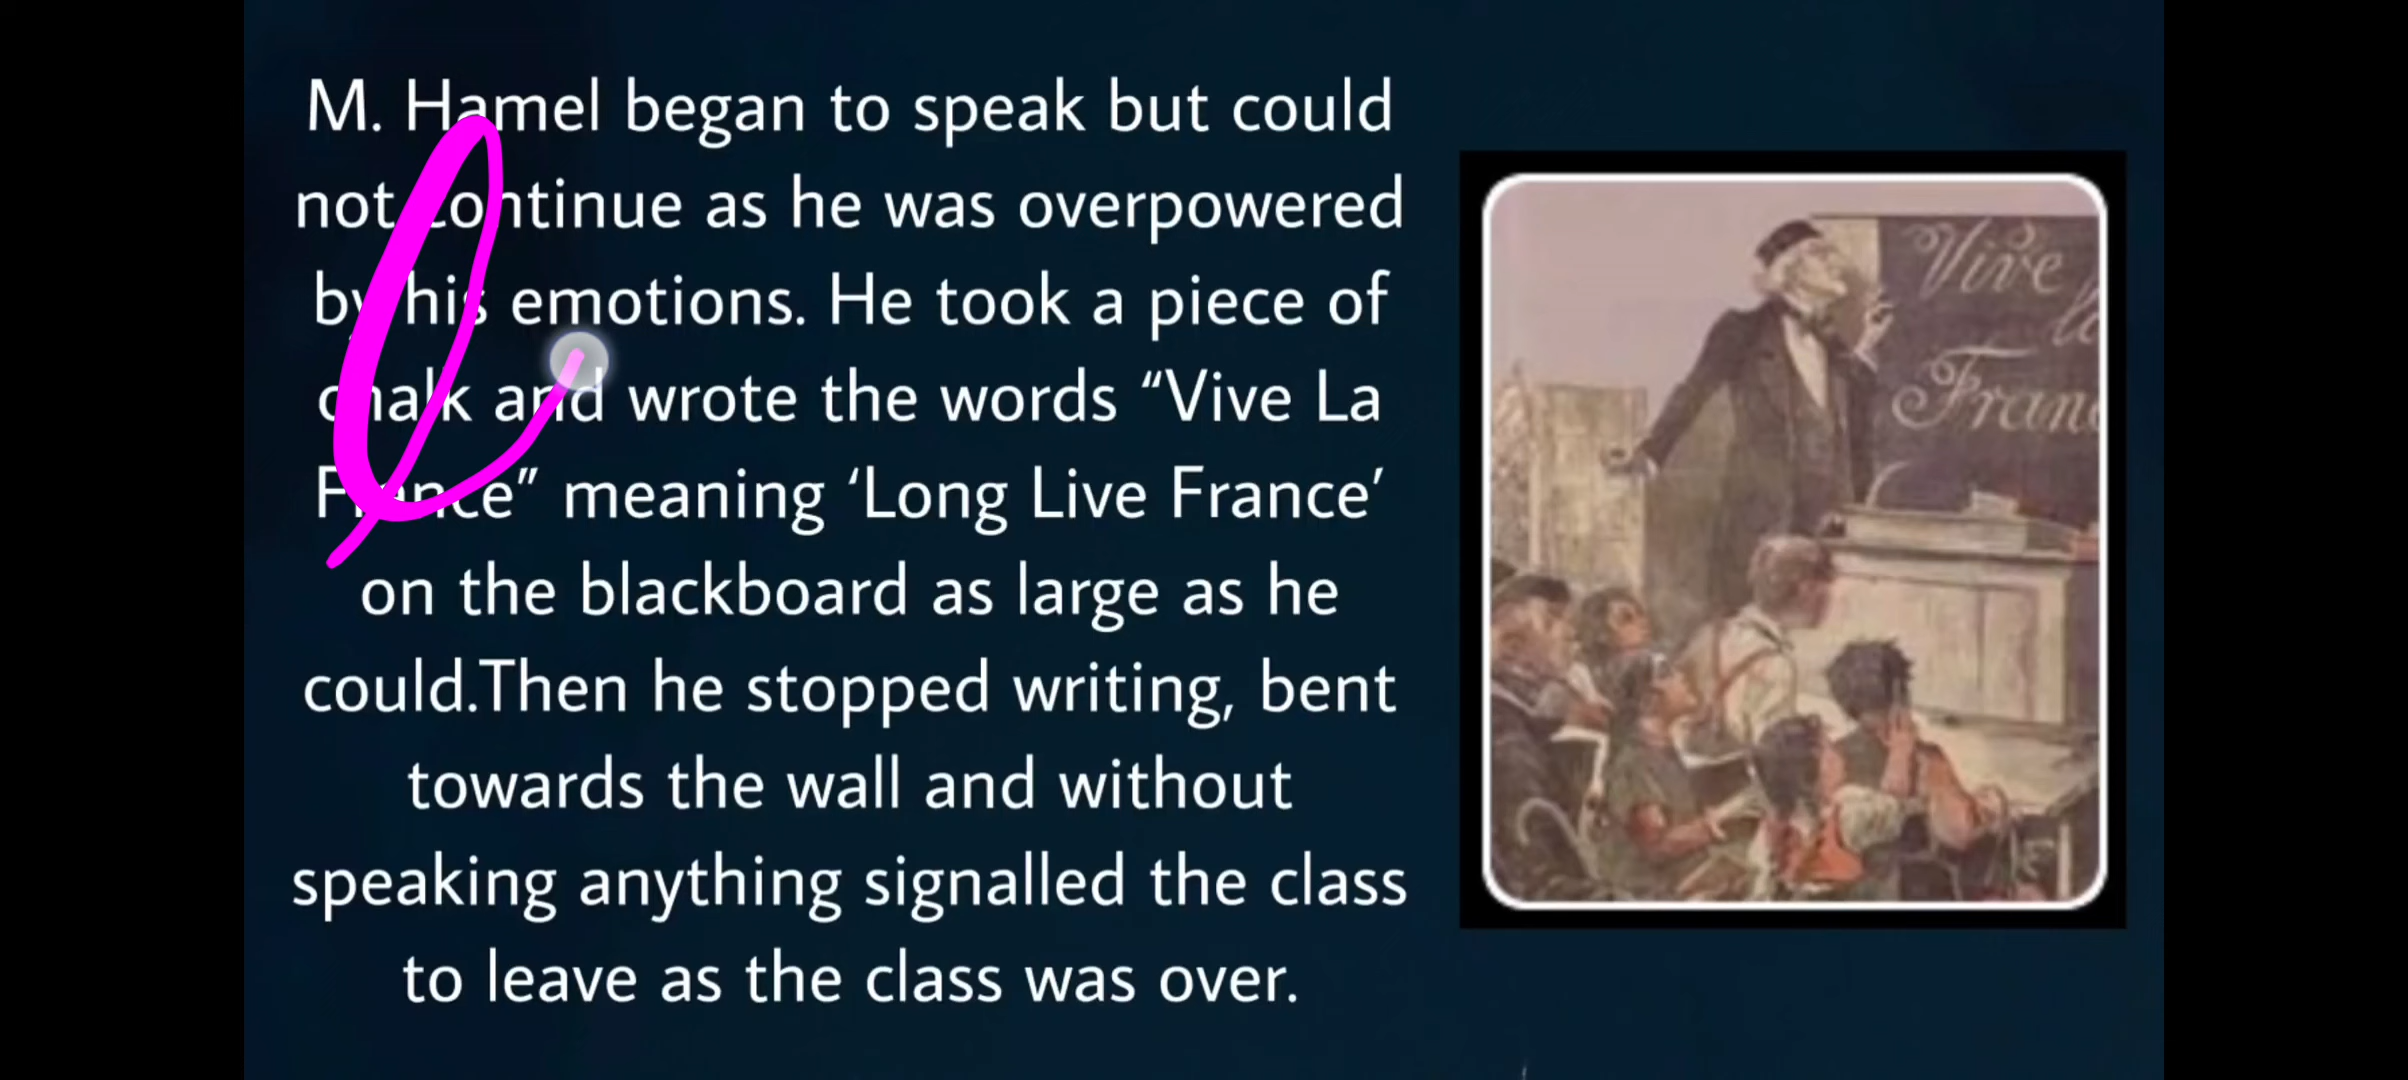 M. Hamel began to speak but could
not continue as he was overpowered
by his emotions. He took a piece of
chalk and wrote the words “Vive La
France” meaning ‘Long Live France’
on the blackboard as large as he
could.Then he stopped writing, bent
towards the wall and without
speaking anything signalled the class
to leave as the class was over.
Vive
la
Franc